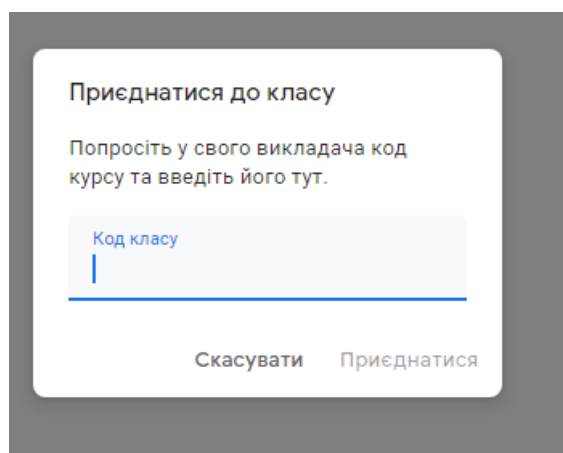 Приєднатися до класу
Попросіть у свого викладача код
курсу та введіть його тут.
Код класу
Скасувати Приєднатися